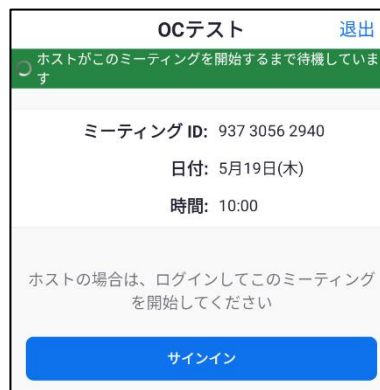 OCテスト 退出
ホストがこのミーティングを開始するまで待機していま
す
ミーティング ID: 937 3056 2940
日付: 5月19日(木)
時間: 10:00
ホストの場合は、ログインしてこのミーティング
を開始してください
サインイン